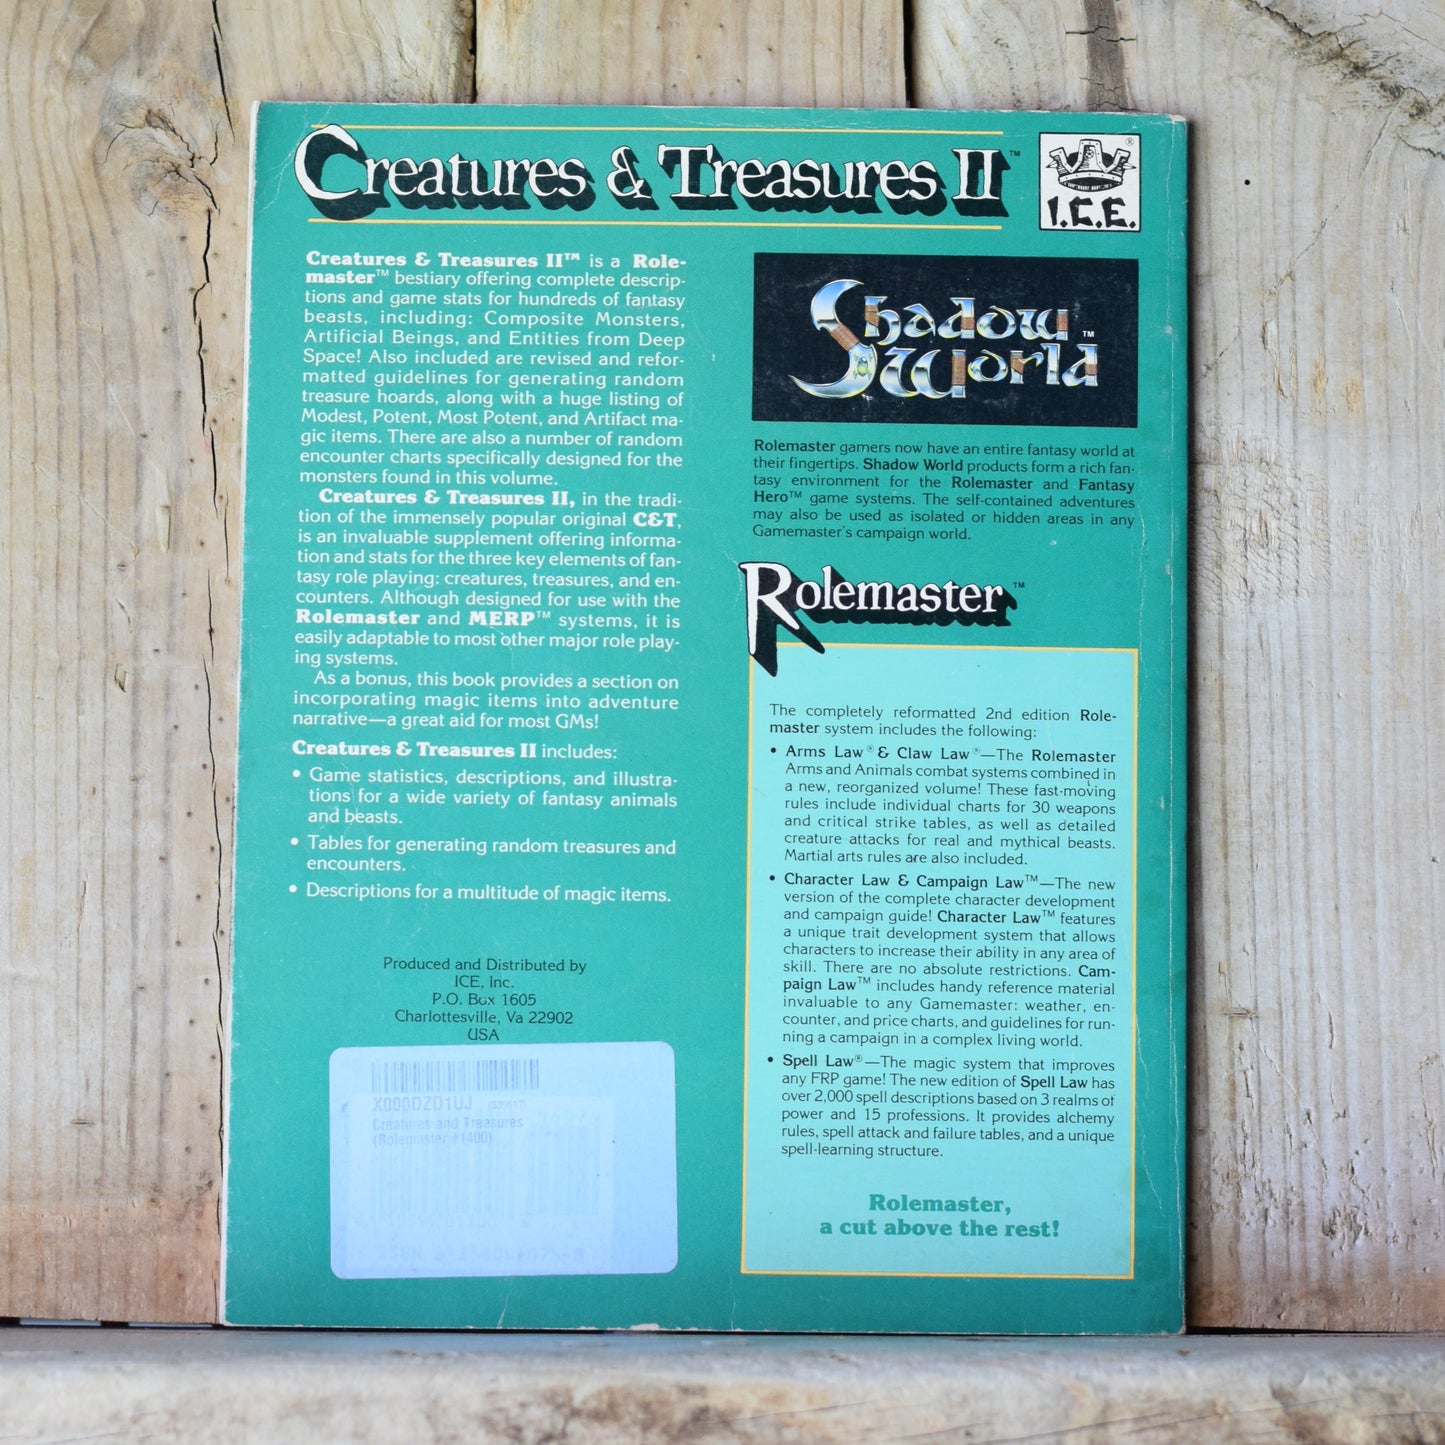 Creatures & Treasures II™
®
I.C.E.
Creatures & Treasures II™ is a Role-
master™ bestiary offering complete descrip-
tions and game stats for hundreds of fantasy
beasts, including: Composite Monsters,
Artificial Beings, and Entities from Deep
Space! Also included are revised and refor-
matted guidelines for generating random
treasure hoards, along with a huge listing of
Modest, Potent, Most Potent, and Artifact ma-
gic items. There are also a number of random
encounter charts specifically designed for the
monsters found in this volume.
Creatures & Treasures II, in the tradi-
tion of the immensely popular original C&T,
is an invaluable supplement offering informa-
tion and stats for the three key elements of fan-
tasy role playing: creatures, treasures, and en-
counters. Although designed for use with the
Rolemaster and MERP™ systems, it is
easily adaptable to most other major role play-
ing systems.
As a bonus, this book provides a section on
incorporating magic items into adventure
narrative—a great aid for most GMs!
Creatures & Treasures II includes:
• Game statistics, descriptions, and illustra-
tions for a wide variety of fantasy animals
and beasts.
• Tables for generating random treasures and
encounters.
• Descriptions for a multitude of magic items.
Produced and Distributed by
ICE, Inc.
P.O. Box 1605
Charlottesville, Va 22902
USA
X000DZD1UJ
Creatures and Treasures
(Rolemaster #1400)
Shadow
World™
Rolemaster gamers now have an entire fantasy world at
their fingertips. Shadow World products form a rich fan-
tasy environment for the Rolemaster and Fantasy
Hero™ game systems. The self-contained adventures
may also be used as isolated or hidden areas in any
Gamemaster's campaign world.
Rolemaster™
The completely reformatted 2nd edition Role-
master system includes the following:
• Arms Law® & Claw Law®—The Rolemaster
Arms and Animals combat systems combined in
a new, reorganized volume! These fast-moving
rules include individual charts for 30 weapons
and critical strike tables, as well as detailed
creature attacks for real and mythical beasts.
Martial arts rules are also included.
• Character Law & Campaign Law™—The new
version of the complete character development
and campaign guide! Character Law™ features
a unique trait development system that allows
characters to increase their ability in any area of
skill. There are no absolute restrictions. Cam-
paign Law™ includes handy reference material
invaluable to any Gamemaster: weather, en-
counter, and price charts, and guidelines for run-
ning a campaign in a complex living world.
• Spell Law®—The magic system that improves
any FRP game! The new edition of Spell Law has
over 2,000 spell descriptions based on 3 realms of
power and 15 professions. It provides alchemy
rules, spell attack and failure tables, and a unique
spell-learning structure.
Rolemaster,
a cut above the rest!